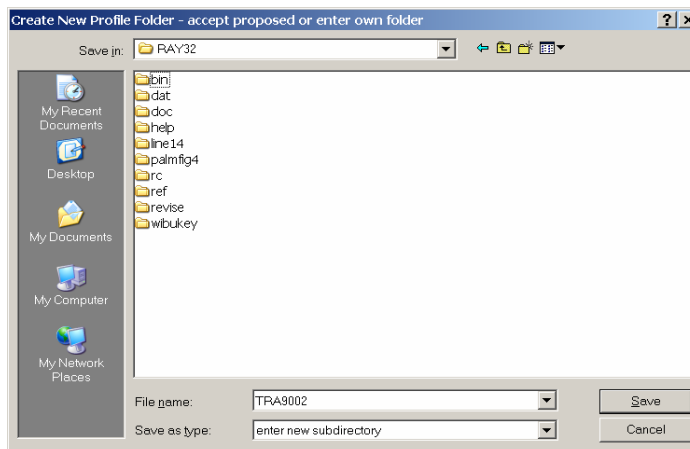 Create New Profile Folder - accept proposed or enter own folder
Save in:
RAY32
My Recent
Documents
Desktop
My Documents
My Computer
My Network
Places
bin
dat
doc
help
line14
palmfig4
rc
ref
revise
wibukey
File name:
TRA9002
Save
Save as type:
enter new subdirectory
Cancel